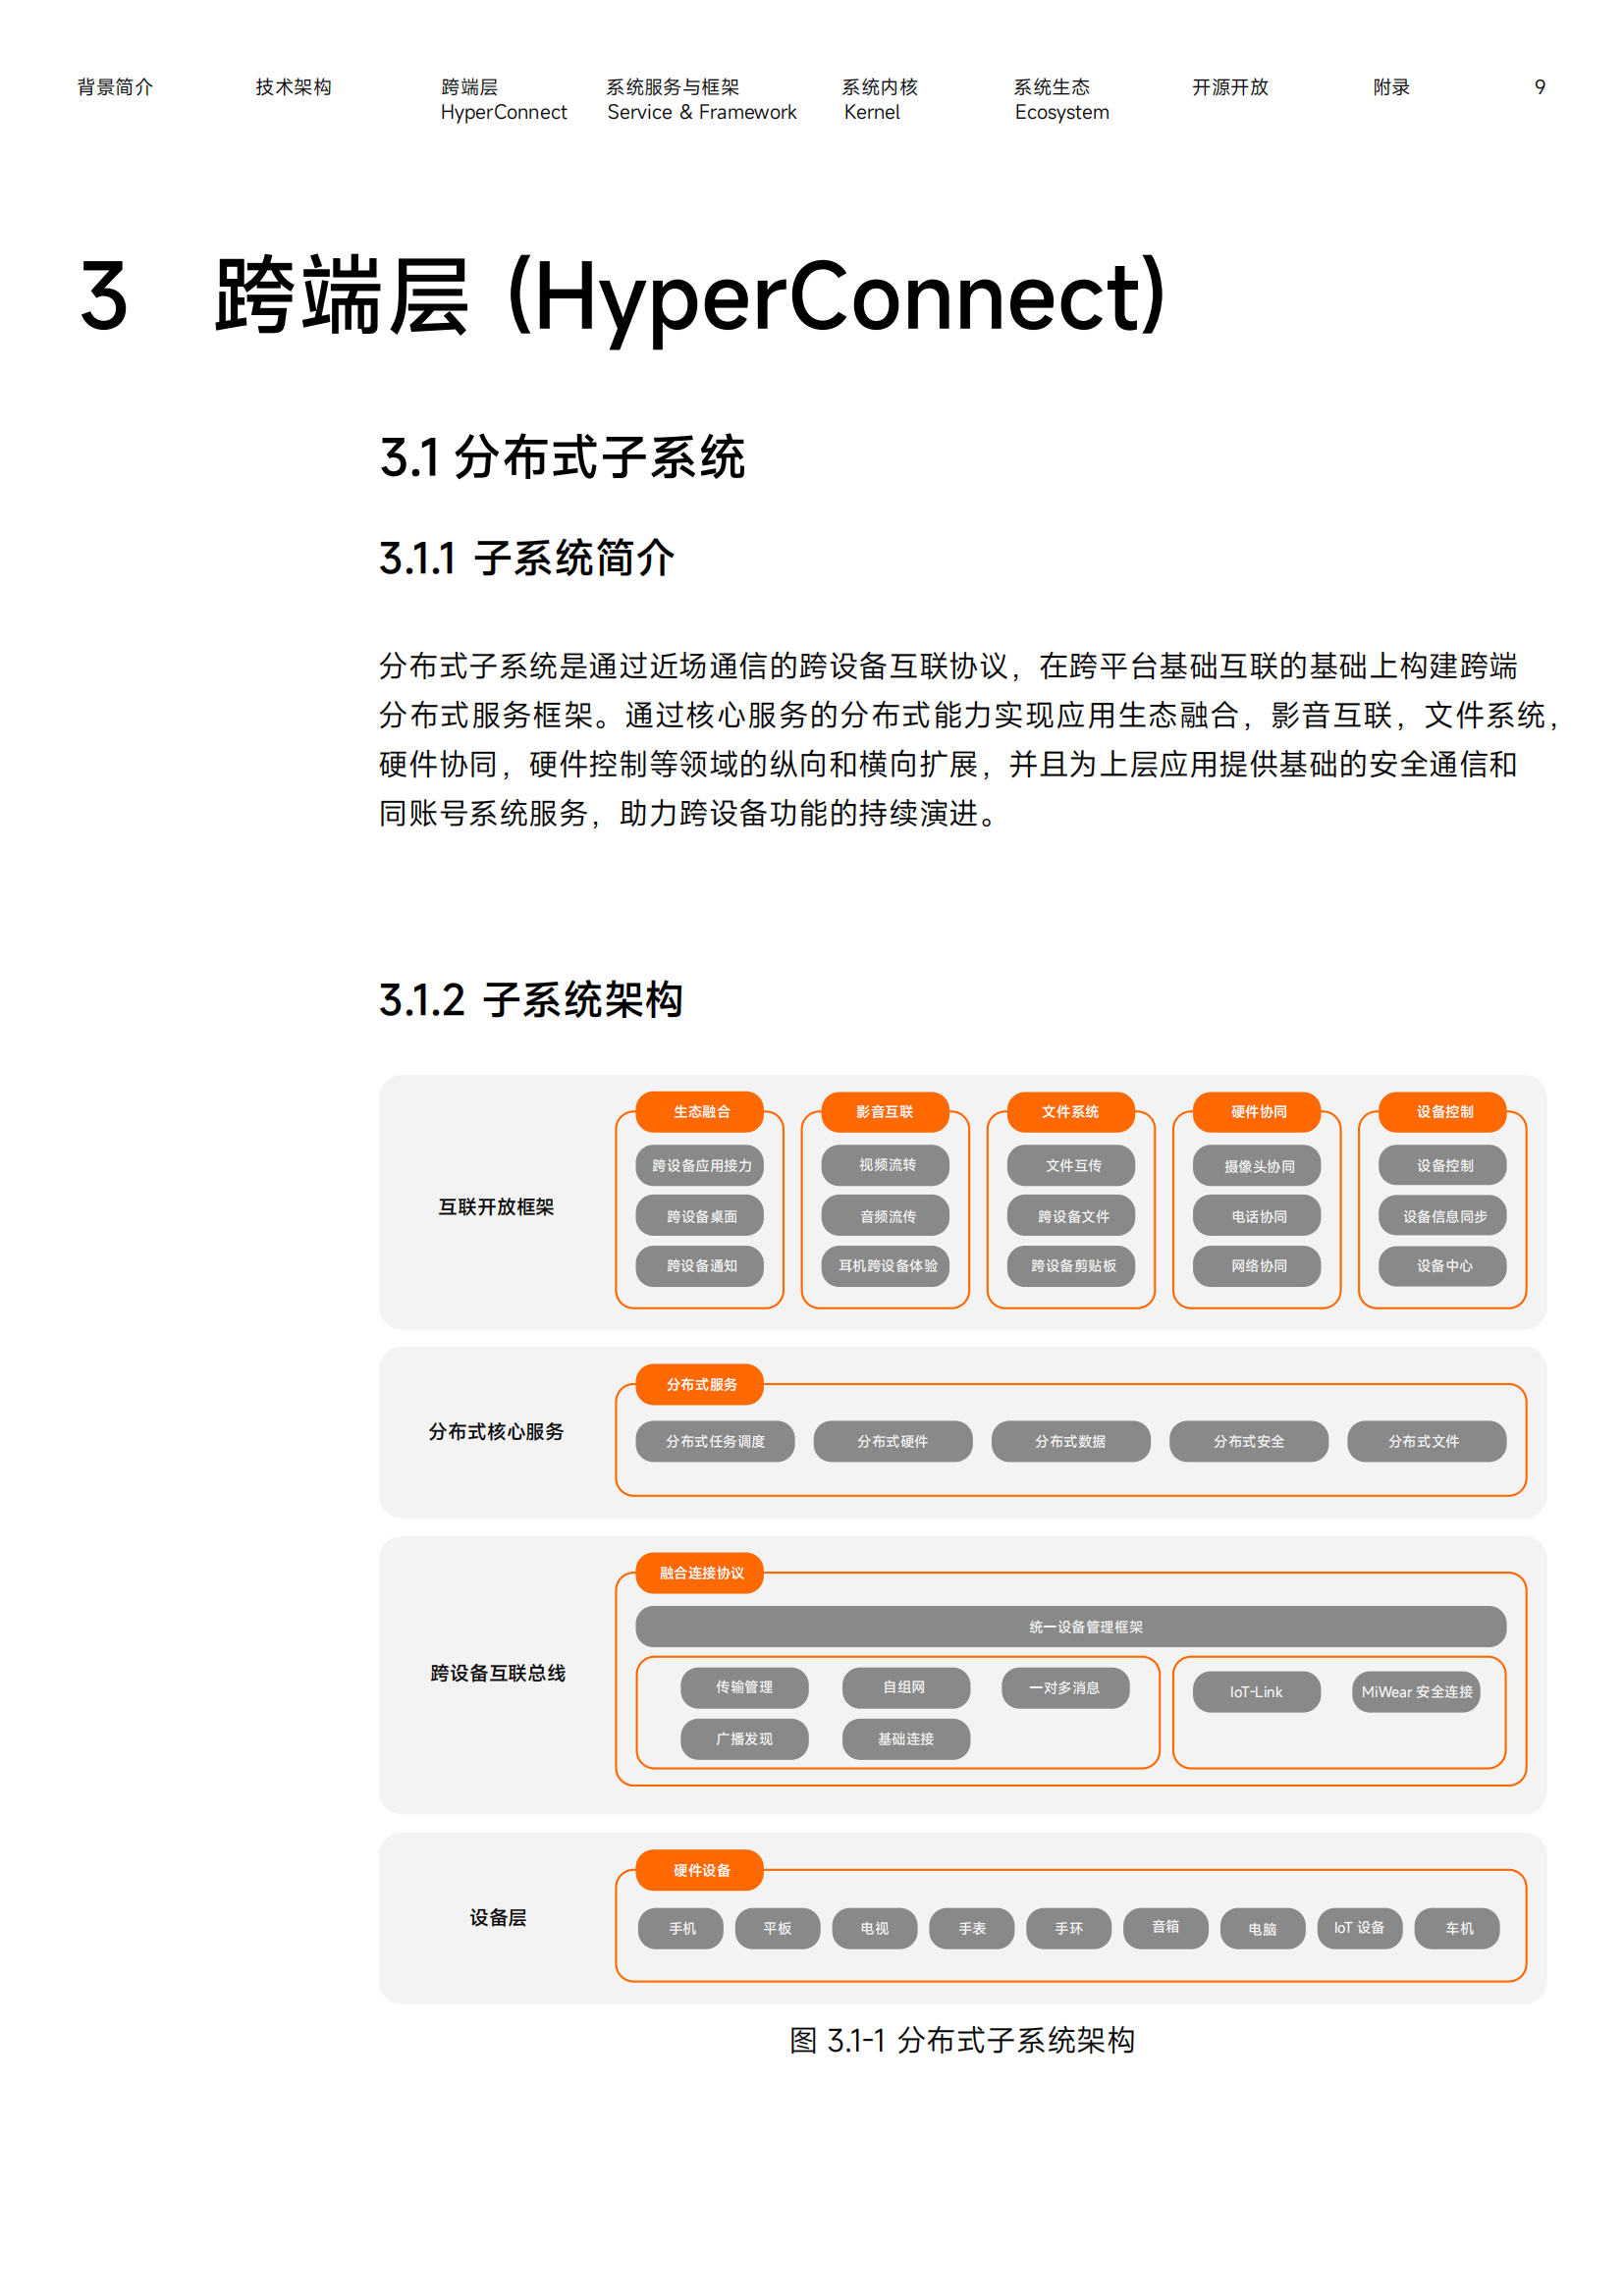 背景简介 技术架构 跨端层 系统服务与框架 系统内核 系统生态 开源开放 附录 9
HyperConnect Service & Framework Kernel Ecosystem
3 跨端层 (HyperConnect)
3.1 分布式子系统
3.1.1 子系统简介
分布式子系统是通过近场通信的跨设备互联协议，在跨平台基础互联的基础上构建跨端
分布式服务框架。通过核心服务的分布式能力实现应用生态融合，影音互联，文件系统，
硬件协同，硬件控制等领域的纵向和横向扩展，并且为上层应用提供基础的安全通信和
同账号系统服务，助力跨设备功能的持续演进。
3.1.2 子系统架构
互联开放框架
生态融合 影音互联 文件系统 硬件协同 设备控制
跨设备应用接力 视频流转 文件互传 摄像头协同 设备控制
跨设备桌面 音频流传 跨设备文件 电话协同 设备信息同步
跨设备通知 耳机跨设备体验 跨设备剪贴板 网络协同 设备中心
分布式核心服务
分布式服务
分布式任务调度 分布式硬件 分布式数据 分布式安全 分布式文件
跨设备互联总线
融合连接协议
统一设备管理框架
传输管理 自组网 一对多消息 IoT-Link MiWear 安全连接
广播发现 基础连接
设备层
硬件设备
手机 平板 电视 手表 手环 音箱 电脑 IoT 设备 车机
图 3.1-1 分布式子系统架构